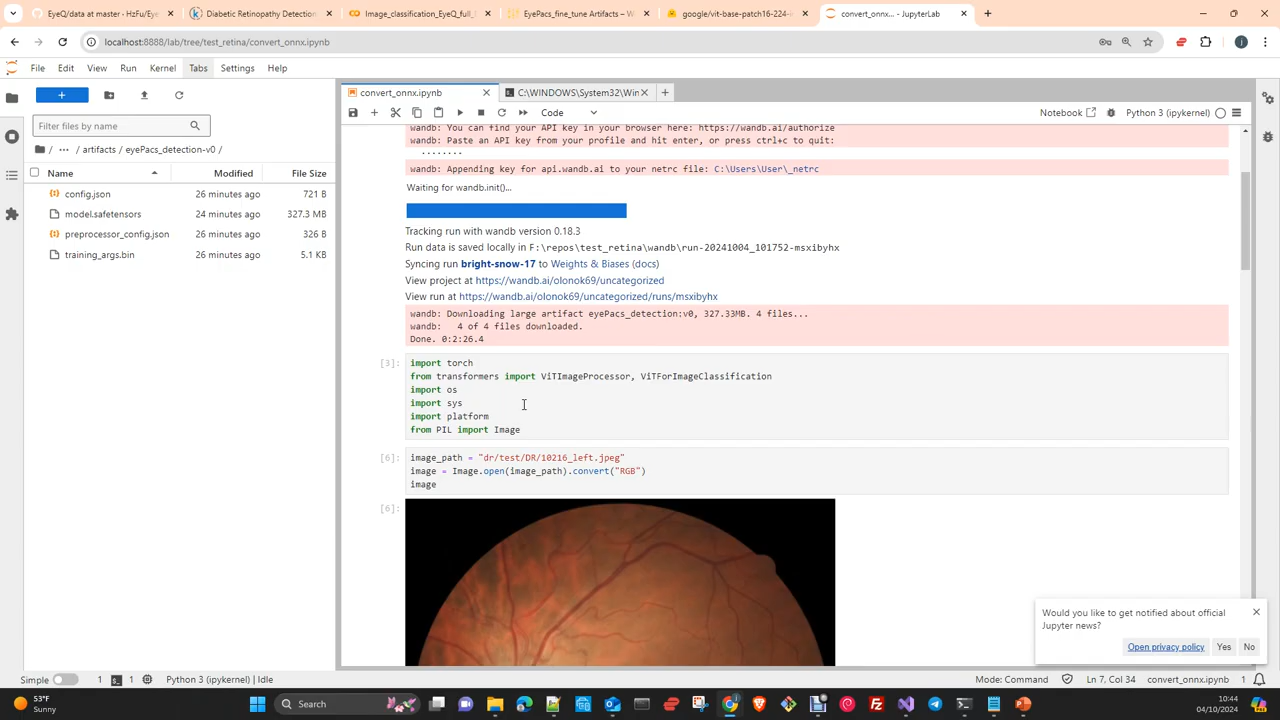 EyeQ/data at master · HzFu/Eye
Diabetic Retinopathy Detection
Image_classification_EyeQ_full_
EyePacs_fine_tune Artifacts – W
google/vit-base-patch16-224-i
convert_onnx... - JupyterLab
localhost:8888/lab/tree/test_retina/convert_onnx.ipynb
File Edit View Run Kernel Tabs Settings Help
convert_onnx.ipynb
C:\WINDOWS\System32\Win
Code
Notebook
Python 3 (ipykernel)
Filter files by name
/ ··· / artifacts / eyePacs_detection-v0 /
Name Modified File Size
config.json 26 minutes ago 721 B
model.safetensors 24 minutes ago 327.3 MB
preprocessor_config.json 26 minutes ago 326 B
training_args.bin 26 minutes ago 5.1 KB
wandb: You can find your API key in your browser here: https://wandb.ai/authorize
wandb: Paste an API key from your profile and hit enter, or press ctrl+c to quit:
········
wandb: Appending key for api.wandb.ai to your netrc file: C:\Users\User\_netrc
Waiting for wandb.init()...
Tracking run with wandb version 0.18.3
Run data is saved locally in F:\repos\test_retina\wandb\run-20241004_101752-msxibyhx
Syncing run bright-snow-17 to Weights & Biases (docs)
View project at https://wandb.ai/olonok69/uncategorized
View run at https://wandb.ai/olonok69/uncategorized/runs/msxibyhx
wandb: Downloading large artifact eyePacs_detection:v0, 327.33MB. 4 files...
wandb:   4 of 4 files downloaded.
Done. 0:2:26.4
[3]:
import torch
from transformers import ViTImageProcessor, ViTForImageClassification
import os
import sys
import platform
from PIL import Image
[6]:
image_path = "dr/test/DR/10216_left.jpeg"
image = Image.open(image_path).convert("RGB")
image
[6]:
Would you like to get notified about official
Jupyter news?
Open privacy policy Yes No
Simple 1 1 Python 3 (ipykernel) | Idle
Mode: Command Ln 7, Col 34 convert_onnx.ipynb 1
53°F
Sunny
Search
10:44
04/10/2024